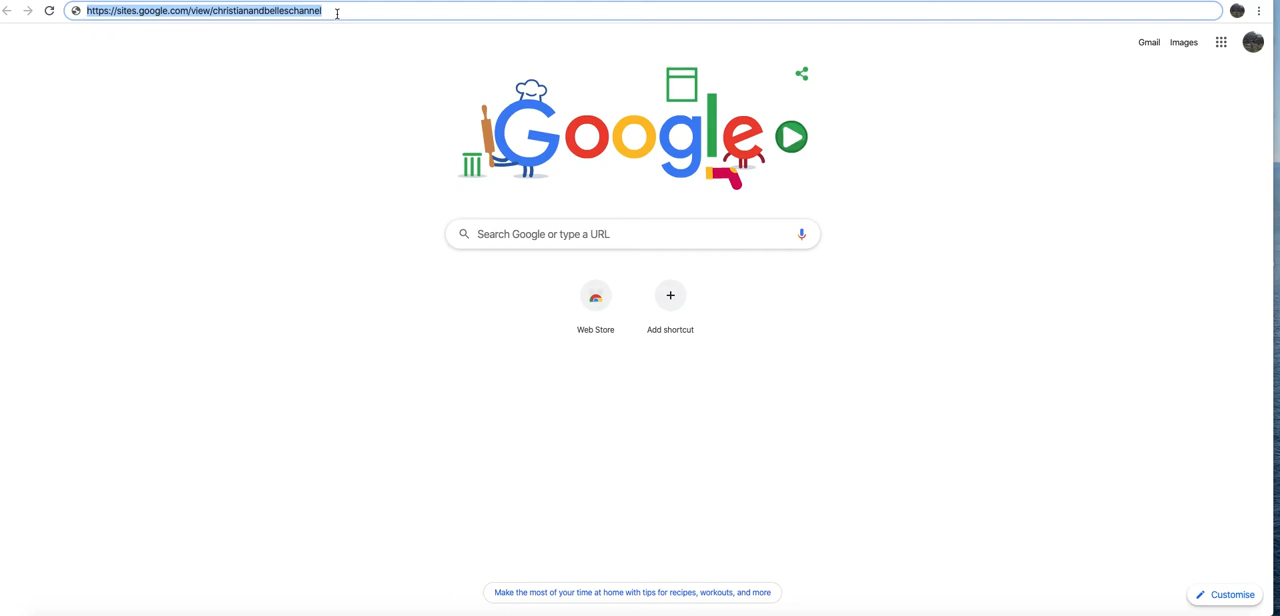 https://sites.google.com/view/christianandbelleschannel
Gmail Images
Google
Search Google or type a URL
Web Store
Add shortcut
Make the most of your time at home with tips for recipes, workouts, and more
Customise